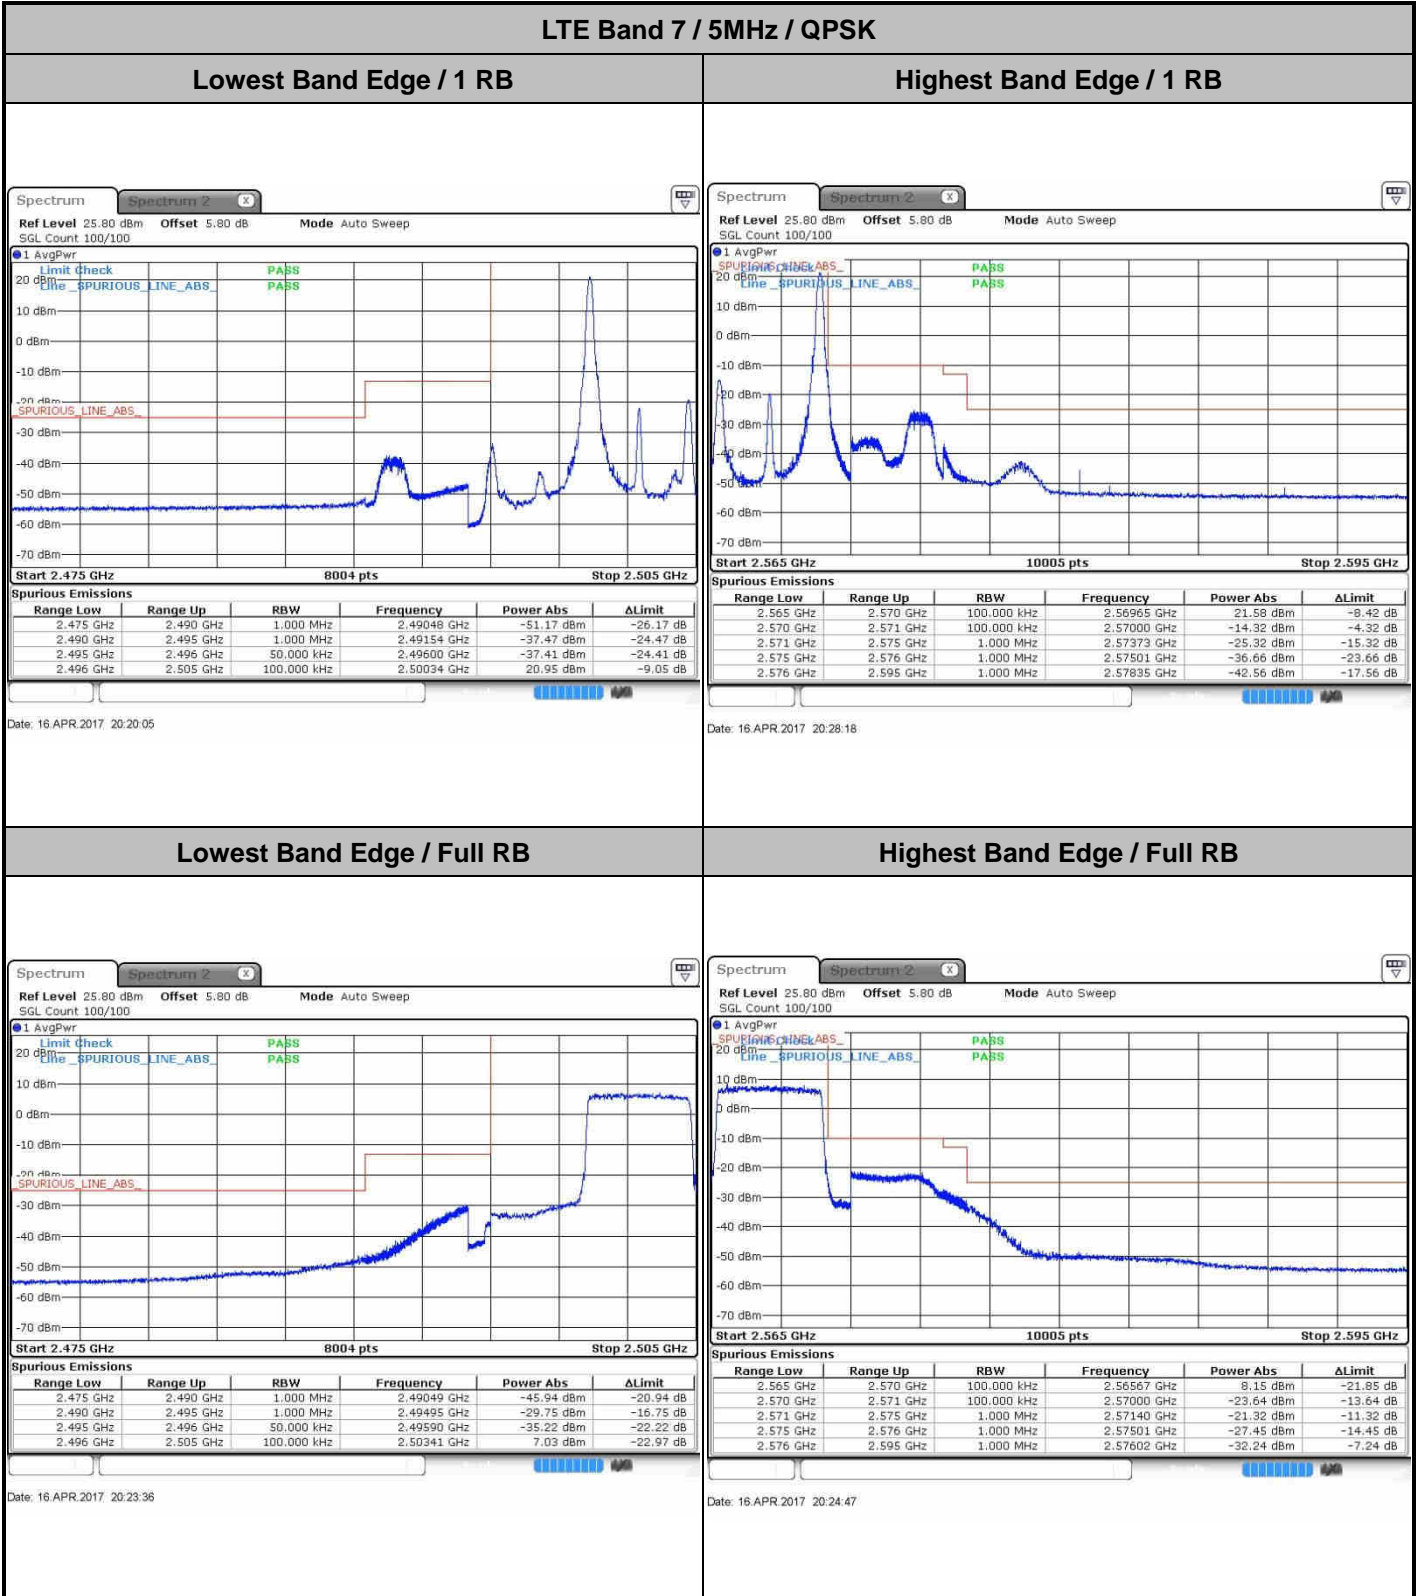 LTE Band 7 / 5MHz / QPSK
Lowest Band Edge / 1 RB
Highest Band Edge / 1 RB
Spectrum Spectrum 2 X
Ref Level 25.80 dBm Offset 5.80 dB Mode Auto Sweep
SGL Count 100/100
1 AvgPwr
Limit Check PASS
20 dBm Line _SPURIOUS_LINE_ABS_ PASS
10 dBm
0 dBm
-10 dBm
-20 dBm
_SPURIOUS_LINE_ABS_
-30 dBm
-40 dBm
-50 dBm
-60 dBm
-70 dBm
Start 2.475 GHz 8004 pts Stop 2.505 GHz
Spurious Emissions
Range Low Range Up RBW Frequency Power Abs ΔLimit
2.475 GHz 2.490 GHz 1.000 MHz 2.49048 GHz -51.17 dBm -26.17 dB
2.490 GHz 2.495 GHz 1.000 MHz 2.49154 GHz -37.47 dBm -24.47 dB
2.495 GHz 2.496 GHz 50.000 kHz 2.49600 GHz -37.41 dBm -24.41 dB
2.496 GHz 2.505 GHz 100.000 kHz 2.50034 GHz 20.95 dBm -9.05 dB
Date: 16.APR.2017 20:20:05
Spectrum Spectrum 2 X
Ref Level 25.80 dBm Offset 5.80 dB Mode Auto Sweep
SGL Count 100/100
1 AvgPwr
_SPURIOUS_LINE_ABS_ Limit Check PASS
20 dBm Line _SPURIOUS_LINE_ABS_ PASS
10 dBm
0 dBm
-10 dBm
-20 dBm
-30 dBm
-40 dBm
-50 dBm
-60 dBm
-70 dBm
Start 2.565 GHz 10005 pts Stop 2.595 GHz
Spurious Emissions
Range Low Range Up RBW Frequency Power Abs ΔLimit
2.565 GHz 2.570 GHz 100.000 kHz 2.56965 GHz 21.58 dBm -8.42 dB
2.570 GHz 2.571 GHz 100.000 kHz 2.57000 GHz -14.32 dBm -4.32 dB
2.571 GHz 2.575 GHz 1.000 MHz 2.57373 GHz -25.32 dBm -15.32 dB
2.575 GHz 2.576 GHz 1.000 MHz 2.57501 GHz -36.66 dBm -23.66 dB
2.576 GHz 2.595 GHz 1.000 MHz 2.57835 GHz -42.56 dBm -17.56 dB
Date: 16.APR.2017 20:28:18
Lowest Band Edge / Full RB
Highest Band Edge / Full RB
Spectrum Spectrum 2 X
Ref Level 25.80 dBm Offset 5.80 dB Mode Auto Sweep
SGL Count 100/100
1 AvgPwr
Limit Check PASS
20 dBm Line _SPURIOUS_LINE_ABS_ PASS
10 dBm
0 dBm
-10 dBm
-20 dBm
_SPURIOUS_LINE_ABS_
-30 dBm
-40 dBm
-50 dBm
-60 dBm
-70 dBm
Start 2.475 GHz 8004 pts Stop 2.505 GHz
Spurious Emissions
Range Low Range Up RBW Frequency Power Abs ΔLimit
2.475 GHz 2.490 GHz 1.000 MHz 2.49049 GHz -45.94 dBm -20.94 dB
2.490 GHz 2.495 GHz 1.000 MHz 2.49495 GHz -29.75 dBm -16.75 dB
2.495 GHz 2.496 GHz 50.000 kHz 2.49590 GHz -35.22 dBm -22.22 dB
2.496 GHz 2.505 GHz 100.000 kHz 2.50341 GHz 7.03 dBm -22.97 dB
Date: 16.APR.2017 20:23:36
Spectrum Spectrum 2 X
Ref Level 25.80 dBm Offset 5.80 dB Mode Auto Sweep
SGL Count 100/100
1 AvgPwr
_SPURIOUS_LINE_ABS_ Limit Check PASS
20 dBm Line _SPURIOUS_LINE_ABS_ PASS
10 dBm
0 dBm
-10 dBm
-20 dBm
-30 dBm
-40 dBm
-50 dBm
-60 dBm
-70 dBm
Start 2.565 GHz 10005 pts Stop 2.595 GHz
Spurious Emissions
Range Low Range Up RBW Frequency Power Abs ΔLimit
2.565 GHz 2.570 GHz 100.000 kHz 2.56567 GHz 8.15 dBm -21.85 dB
2.570 GHz 2.571 GHz 100.000 kHz 2.57000 GHz -23.64 dBm -13.64 dB
2.571 GHz 2.575 GHz 1.000 MHz 2.57140 GHz -21.32 dBm -11.32 dB
2.575 GHz 2.576 GHz 1.000 MHz 2.57501 GHz -27.45 dBm -14.45 dB
2.576 GHz 2.595 GHz 1.000 MHz 2.57602 GHz -32.24 dBm -7.24 dB
Date: 16.APR.2017 20:24:47